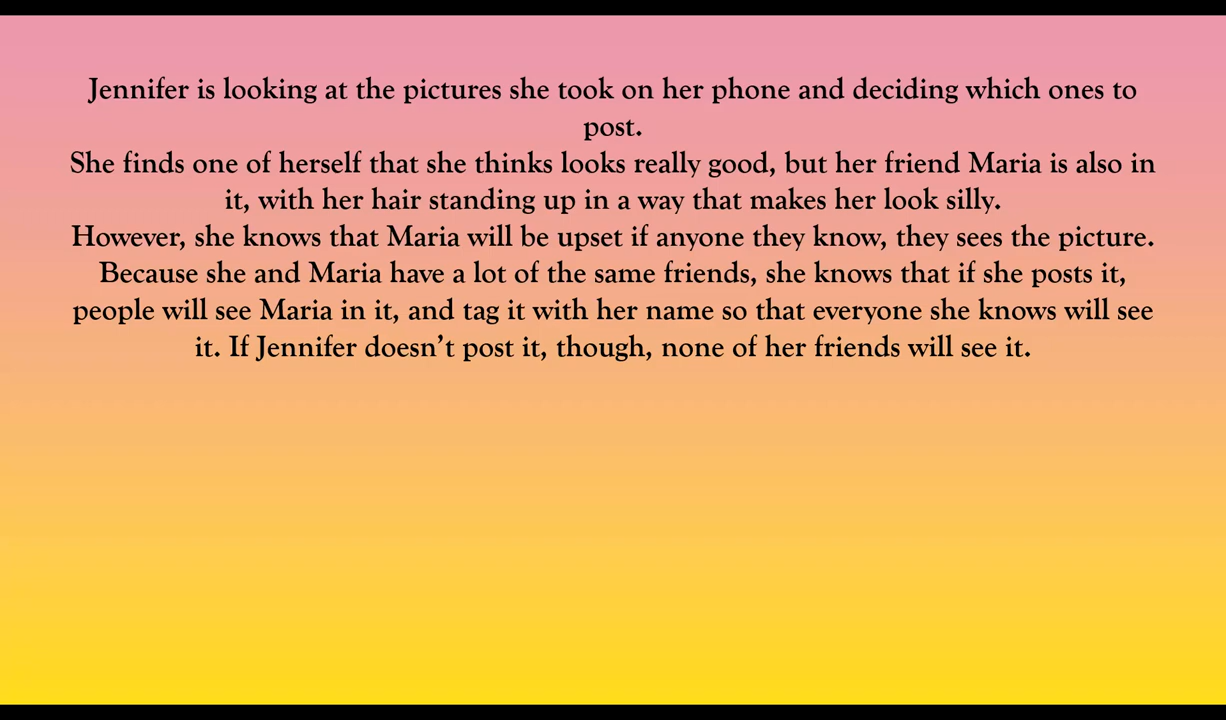 Jennifer is looking at the pictures she took on her phone and deciding which ones to
post.
She finds one of herself that she thinks looks really good, but her friend Maria is also in
it, with her hair standing up in a way that makes her look silly.
However, she knows that Maria will be upset if anyone they know, they sees the picture.
Because she and Maria have a lot of the same friends, she knows that if she posts it,
people will see Maria in it, and tag it with her name so that everyone she knows will see
it. If Jennifer doesn’t post it, though, none of her friends will see it.